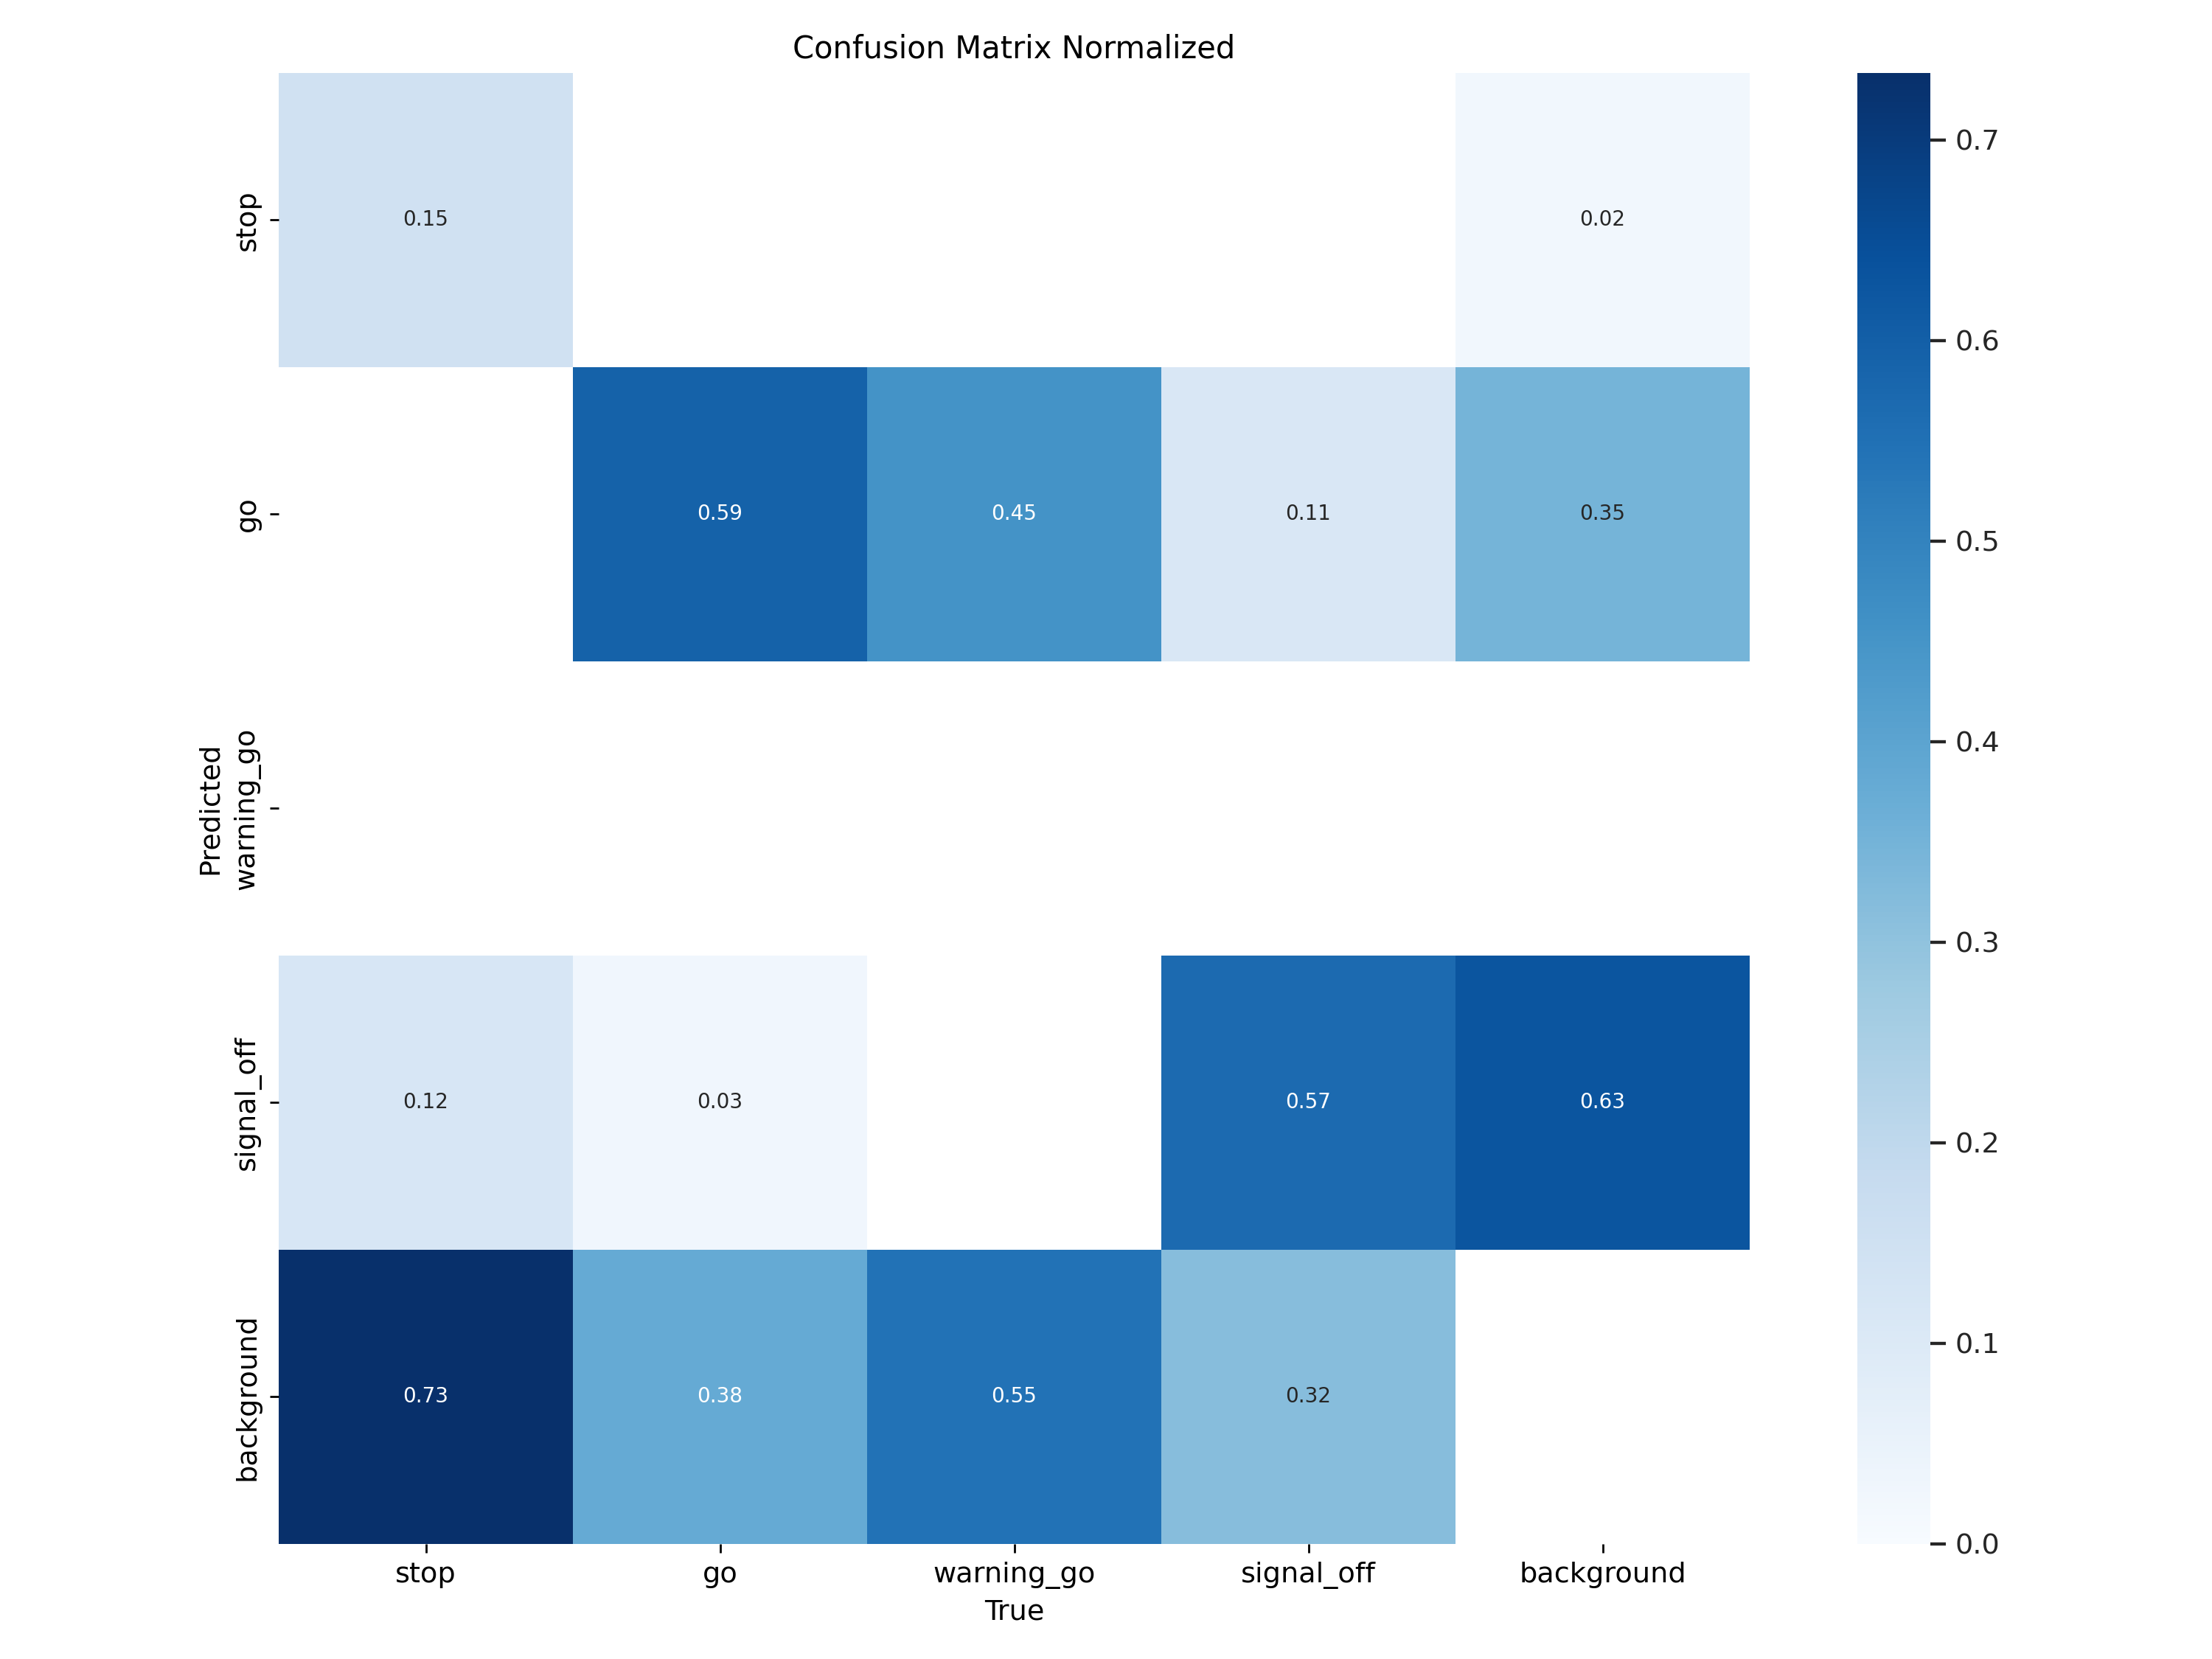 Confusion Matrix Normalized
stop
0.15
0.02
0.7
0.6
go
0.59
0.45
0.11
0.35
0.5
Predicted
warning_go
0.4
0.3
signal_off
0.12
0.03
0.57
0.63
0.2
background
0.73
0.38
0.55
0.32
0.1
0.0
stop
go
warning_go
signal_off
background
True